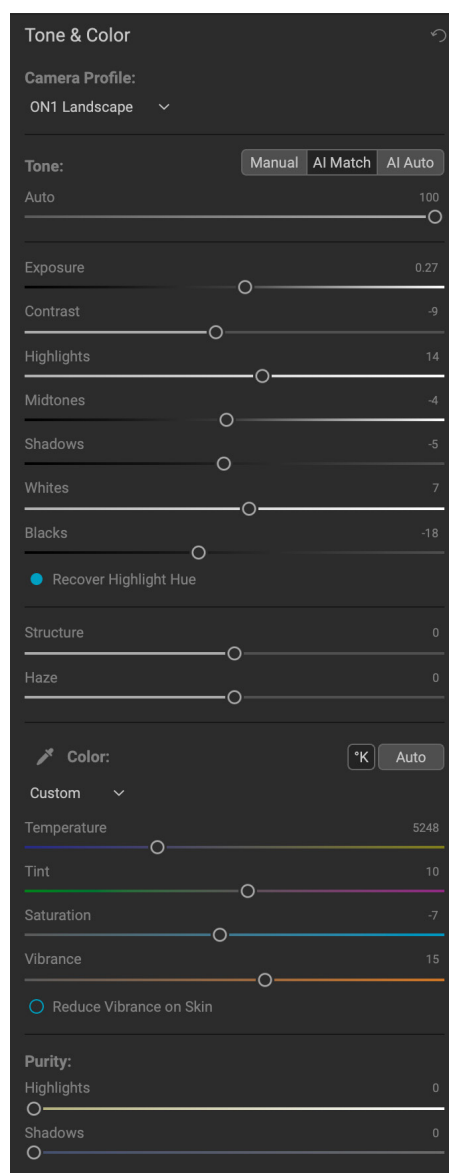 Tone & Color
Camera Profile:
ON1 Landscape
Tone: Manual AI Match AI Auto
Auto 100
Exposure 0.27
Contrast -9
Highlights 14
Midtones -4
Shadows -5
Whites 7
Blacks -18
Recover Highlight Hue
Structure 0
Haze 0
Color: °K Auto
Custom
Temperature 5248
Tint 10
Saturation -7
Vibrance 15
Reduce Vibrance on Skin
Purity:
Highlights 0
Shadows 0